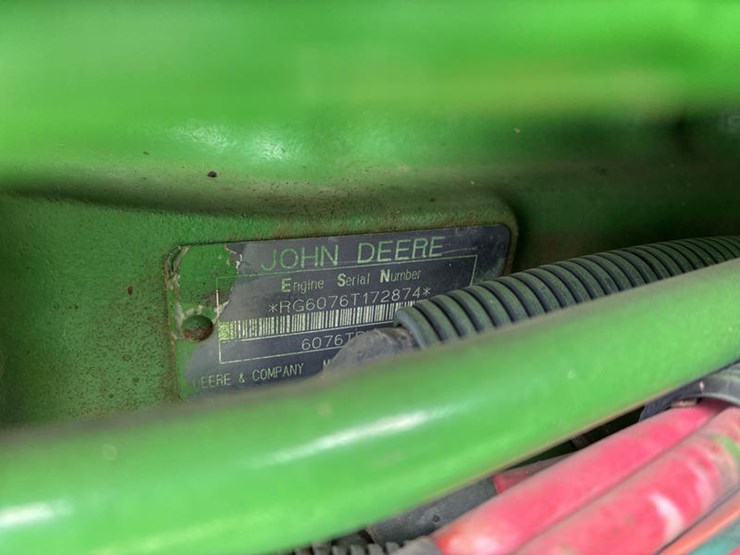 JOHN DEERE
Engine Serial Number
*RG6076T172874*
DEERE & COMPANY